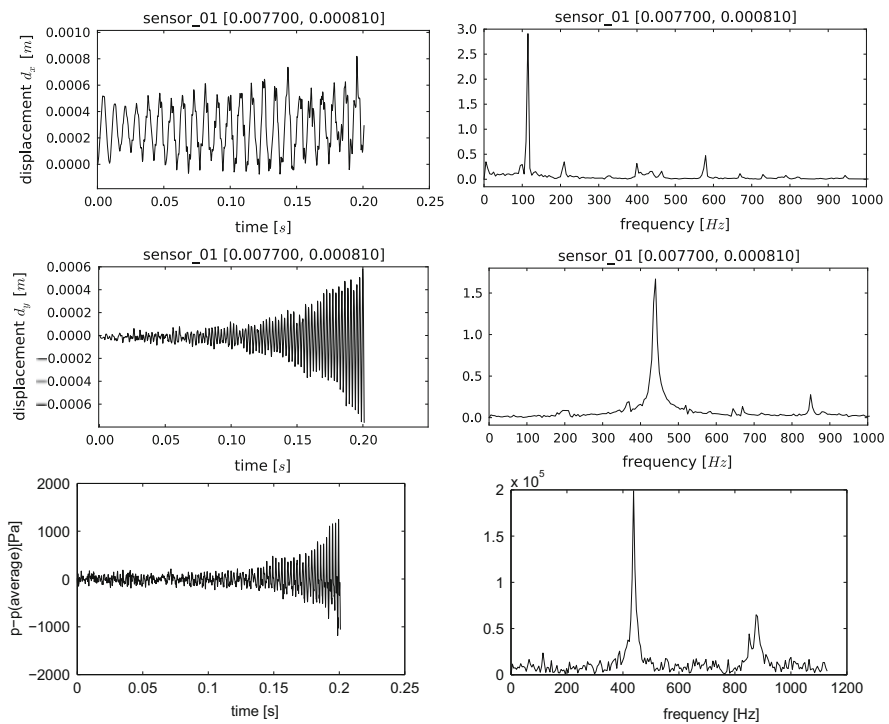 sensor_01 [0.007700, 0.000810]
displacement dx [m]
0.0010
0.0008
0.0006
0.0004
0.0002
0.0000
0.00 0.05 0.10 0.15 0.20 0.25
time [s]
sensor_01 [0.007700, 0.000810]
3.0
2.5
2.0
1.5
1.0
0.5
0.0
0 100 200 300 400 500 600 700 800 900 1000
frequency [Hz]
sensor_01 [0.007700, 0.000810]
displacement dy [m]
0.0006
0.0004
0.0002
0.0000
−0.0002
−0.0004
−0.0006
0.00 0.05 0.10 0.15 0.20
time [s]
sensor_01 [0.007700, 0.000810]
1.5
1.0
0.5
0.0
0 100 200 300 400 500 600 700 800 900 1000
frequency [Hz]
p−p(average)[Pa]
2000
1000
0
−1000
−2000
0 0.05 0.1 0.15 0.2 0.25
time [s]
x 10^5
2
1.5
1
0.5
0
0 200 400 600 800 1000 1200
frequency [Hz]